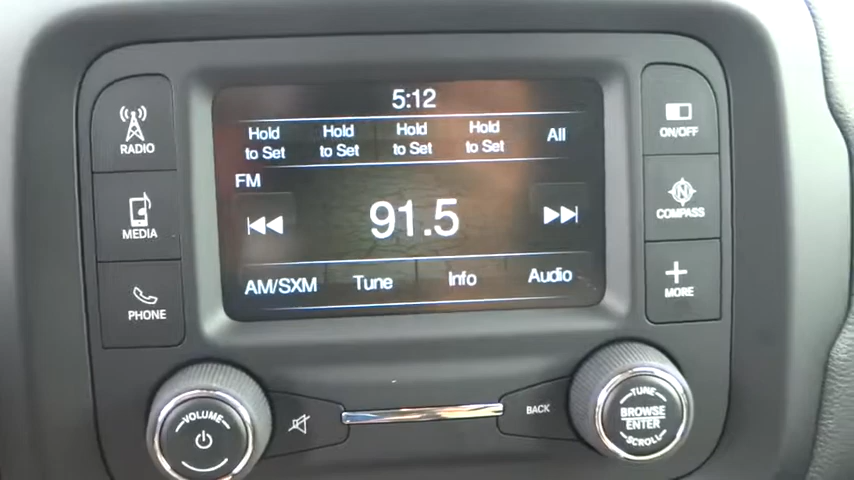 5:12
Hold to Set
Hold to Set
Hold to Set
Hold to Set
All
FM
91.5
AM/SXM Tune Info Audio
RADIO
MEDIA
PHONE
ON/OFF
COMPASS
MORE
VOLUME
BACK
TUNE
BROWSE
ENTER
SCROLL